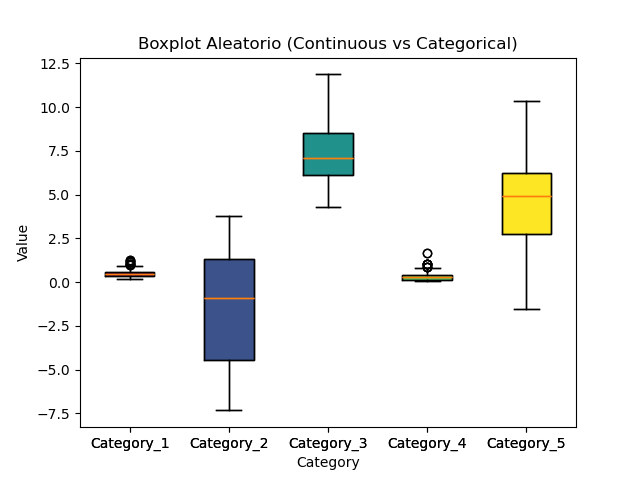 Boxplot Aleatorio (Continuous vs Categorical)
12.5
10.0
7.5
5.0
2.5
0.0
−2.5
−5.0
−7.5
Value
Category_1 Category_2 Category_3 Category_4 Category_5
Category